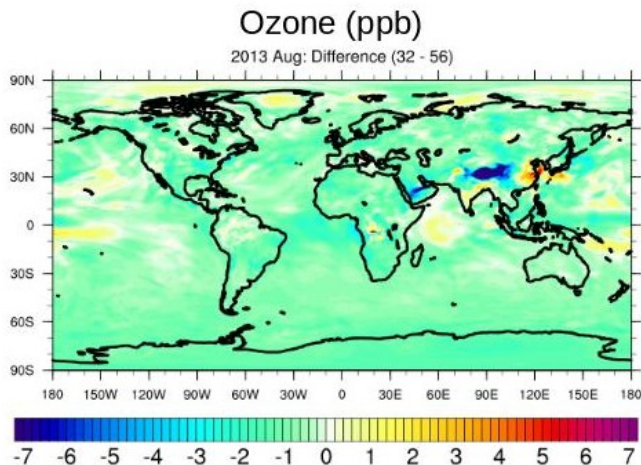 Ozone (ppb)
2013 Aug: Difference (32 - 56)
90N
60N
30N
0
30S
60S
90S
180 150W 120W 90W 60W 30W 0 30E 60E 90E 120E 150E 180
-7 -6 -5 -4 -3 -2 -1 0 1 2 3 4 5 6 7